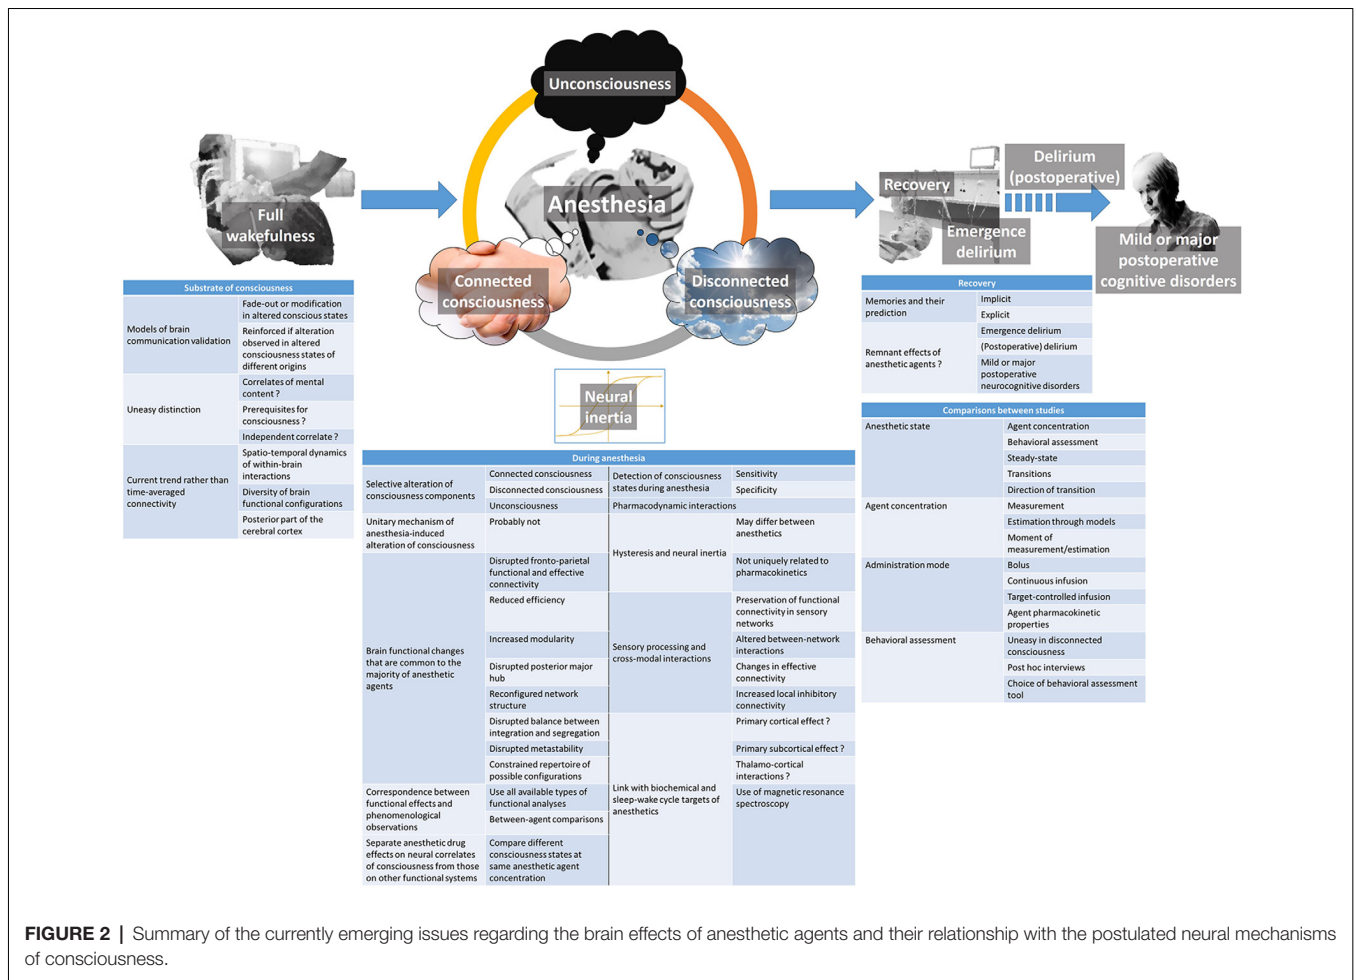 Unconsciousness
Full
wakefulness
Anesthesia
Connected
consciousness
Disconnected
consciousness
Neural
inertia
Recovery
Emergence
delirium
Delirium
(postoperative)
Mild or major
postoperative
cognitive disorders
Substrate of consciousness
Models of brain
communication validation
Fade-out or modification
in altered conscious states
Reinforced if alteration
observed in altered
consciousness states of
different origins
Uneasy distinction
Correlates of mental
content ?
Prerequisites for
consciousness ?
Independent correlate ?
Current trend rather than
time-averaged
connectivity
Spatio-temporal dynamics
of within-brain
interactions
Diversity of brain
functional configurations
Posterior part of the
cerebral cortex
During anesthesia
Selective alteration of
consciousness components
Connected consciousness
Disconnected consciousness
Unconsciousness
Unitary mechanism of
anesthesia-induced
alteration of consciousness
Probably not
Brain functional changes
that are common to the
majority of anesthetic
agents
Disrupted fronto-parietal
functional and effective
connectivity
Reduced efficiency
Increased modularity
Disrupted posterior major
hub
Reconfigured network
structure
Disrupted balance between
integration and segregation
Disrupted metastability
Constrained repertoire of
possible configurations
Correspondence between
functional effects and
phenomenological
observations
Use all available types of
functional analyses
Between-agent comparisons
Separate anesthetic drug
effects on neural correlates
of consciousness from those
on other functional systems
Compare different
consciousness states at
same anesthetic agent
concentration
Detection of consciousness
states during anesthesia
Sensitivity
Specificity
Pharmacodynamic interactions
Hysteresis and neural inertia
May differ between
anesthetics
Not uniquely related to
pharmacokinetics
Sensory processing and
cross-modal interactions
Preservation of functional
connectivity in sensory
networks
Altered between-network
interactions
Changes in effective
connectivity
Increased local inhibitory
connectivity
Link with biochemical and
sleep-wake cycle targets of
anesthetics
Primary cortical effect ?
Primary subcortical effect ?
Thalamo-cortical
interactions ?
Use of magnetic resonance
spectroscopy
Recovery
Memories and their
prediction
Implicit
Explicit
Remnant effects of
anesthetic agents ?
Emergence delirium
(Postoperative) delirium
Mild or major
postoperative
neurocognitive disorders
Comparisons between studies
Anesthetic state
Agent concentration
Behavioral assessment
Steady-state
Transitions
Direction of transition
Agent concentration
Measurement
Estimation through models
Moment of
measurement/estimation
Administration mode
Bolus
Continuous infusion
Target-controlled infusion
Agent pharmacokinetic
properties
Behavioral assessment
Uneasy in disconnected
consciousness
Post hoc interviews
Choice of behavioral assessment
tool
FIGURE 2 | Summary of the currently emerging issues regarding the brain effects of anesthetic agents and their relationship with the postulated neural mechanisms
of consciousness.